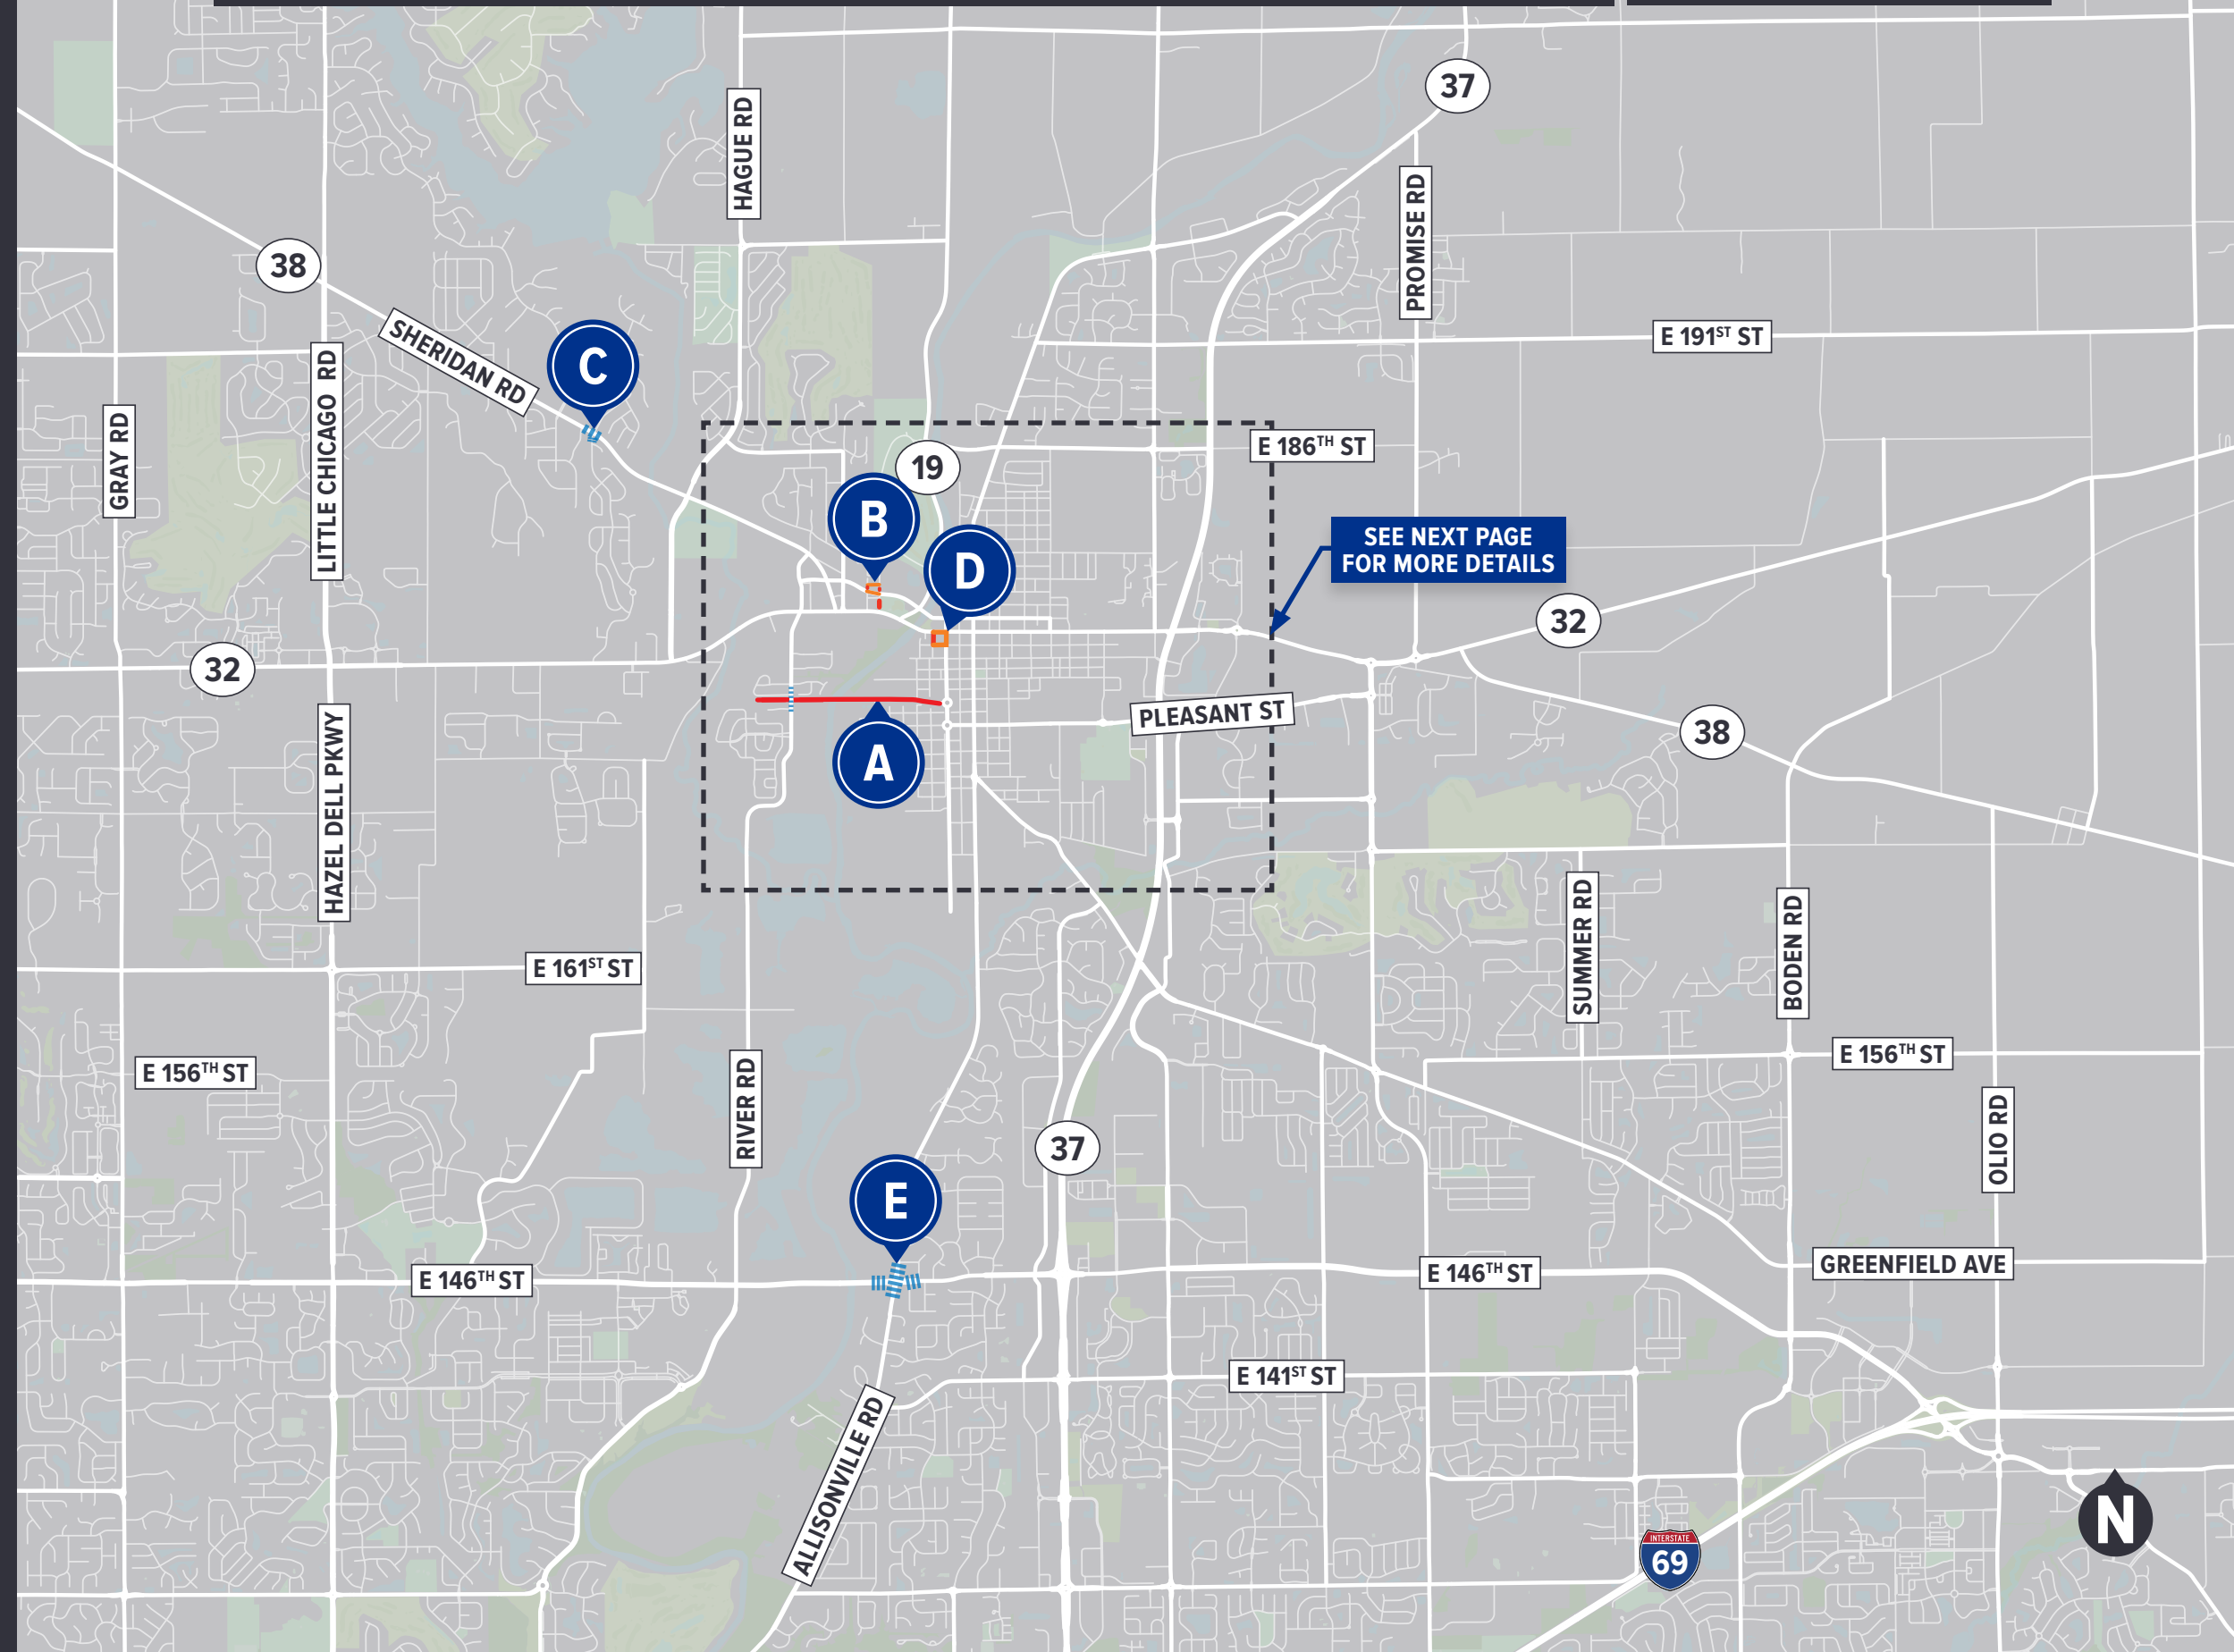 37
HAGUE RD
PROMISE RD
38
SHERIDAN RD
E 191ST ST
C
LITTLE CHICAGO RD
GRAY RD
E 186TH ST
19
B
D
SEE NEXT PAGE
FOR MORE DETAILS
32
32
PLEASANT ST
38
A
HAZEL DELL PKWY
SUMMER RD
BODEN RD
E 161ST ST
E 156TH ST
E 156TH ST
RIVER RD
OLIO RD
37
E
GREENFIELD AVE
E 146TH ST
E 146TH ST
E 141ST ST
ALLISONVILLE RD
N
INTERSTATE
69